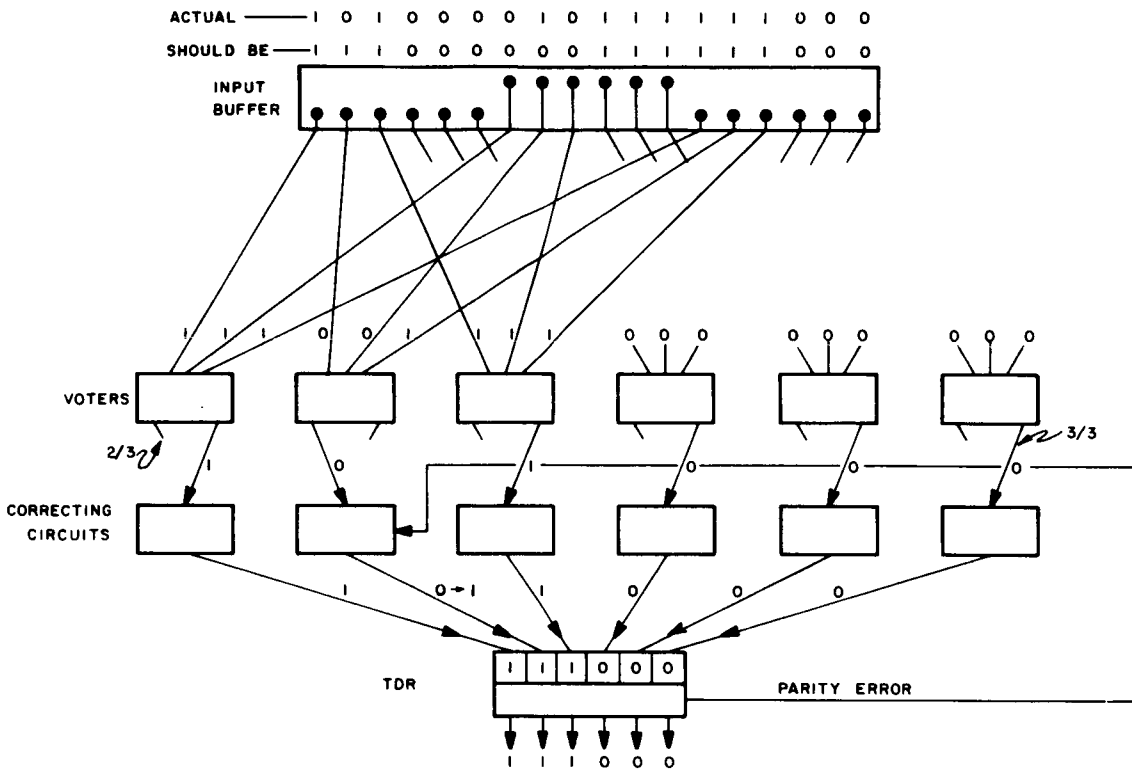 ACTUAL 1 0 1 0 0 0 0 1 0 1 1 1 1 1 1 0 0 0
SHOULD BE 1 1 1 0 0 0 0 0 0 1 1 1 1 1 1 0 0 0
INPUT
BUFFER
1 1 1 0 0 1 1 1 1 0 0 0 0 0 0 0 0 0
VOTERS
2/3
3/3
1 0 1 0 0 0
CORRECTING
CIRCUITS
1 0→1 1 0 0 0
1 1 1 0 0 0
TDR
PARITY ERROR
1 1 1 0 0 0